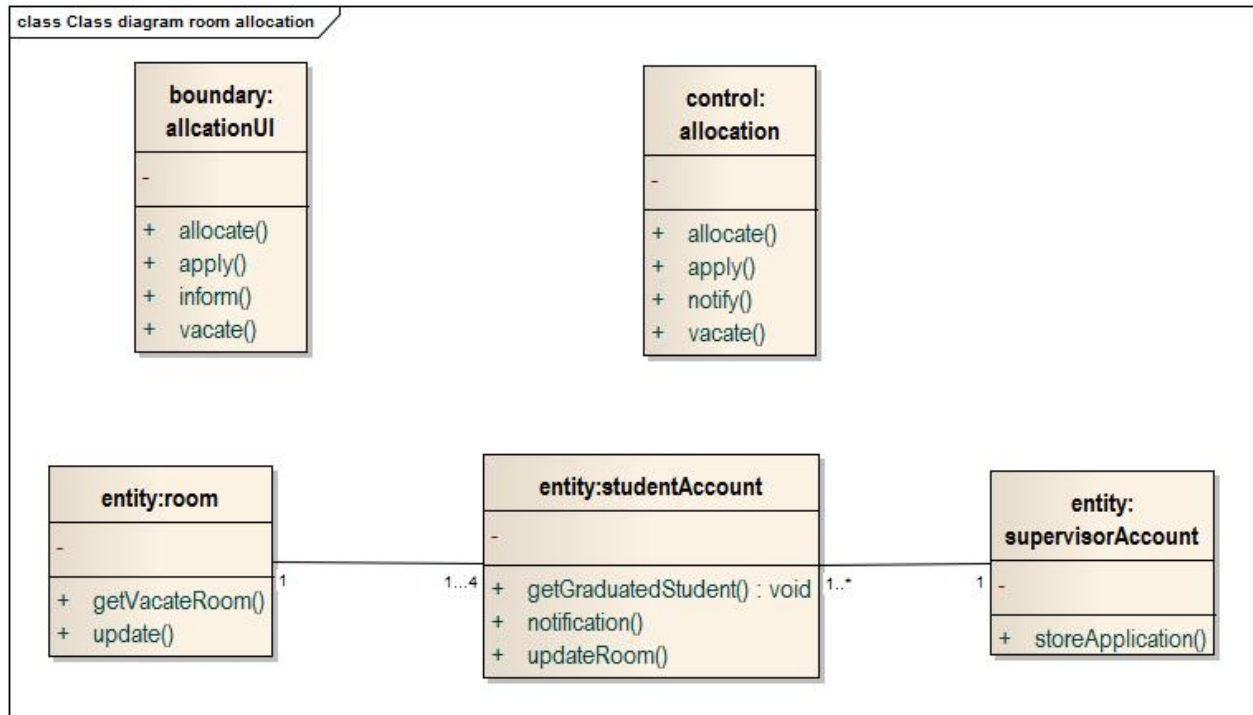 class Class diagram room allocation
boundary:
allcationUI
-
+ allocate()
+ apply()
+ inform()
+ vacate()
control:
allocation
-
+ allocate()
+ apply()
+ notify()
+ vacate()
entity:room
-
+ getVacateRoom()
+ update()
1
1...4
entity:studentAccount
-
+ getGraduatedStudent() : void
+ notification()
+ updateRoom()
1..*
1
entity:
supervisorAccount
-
+ storeApplication()